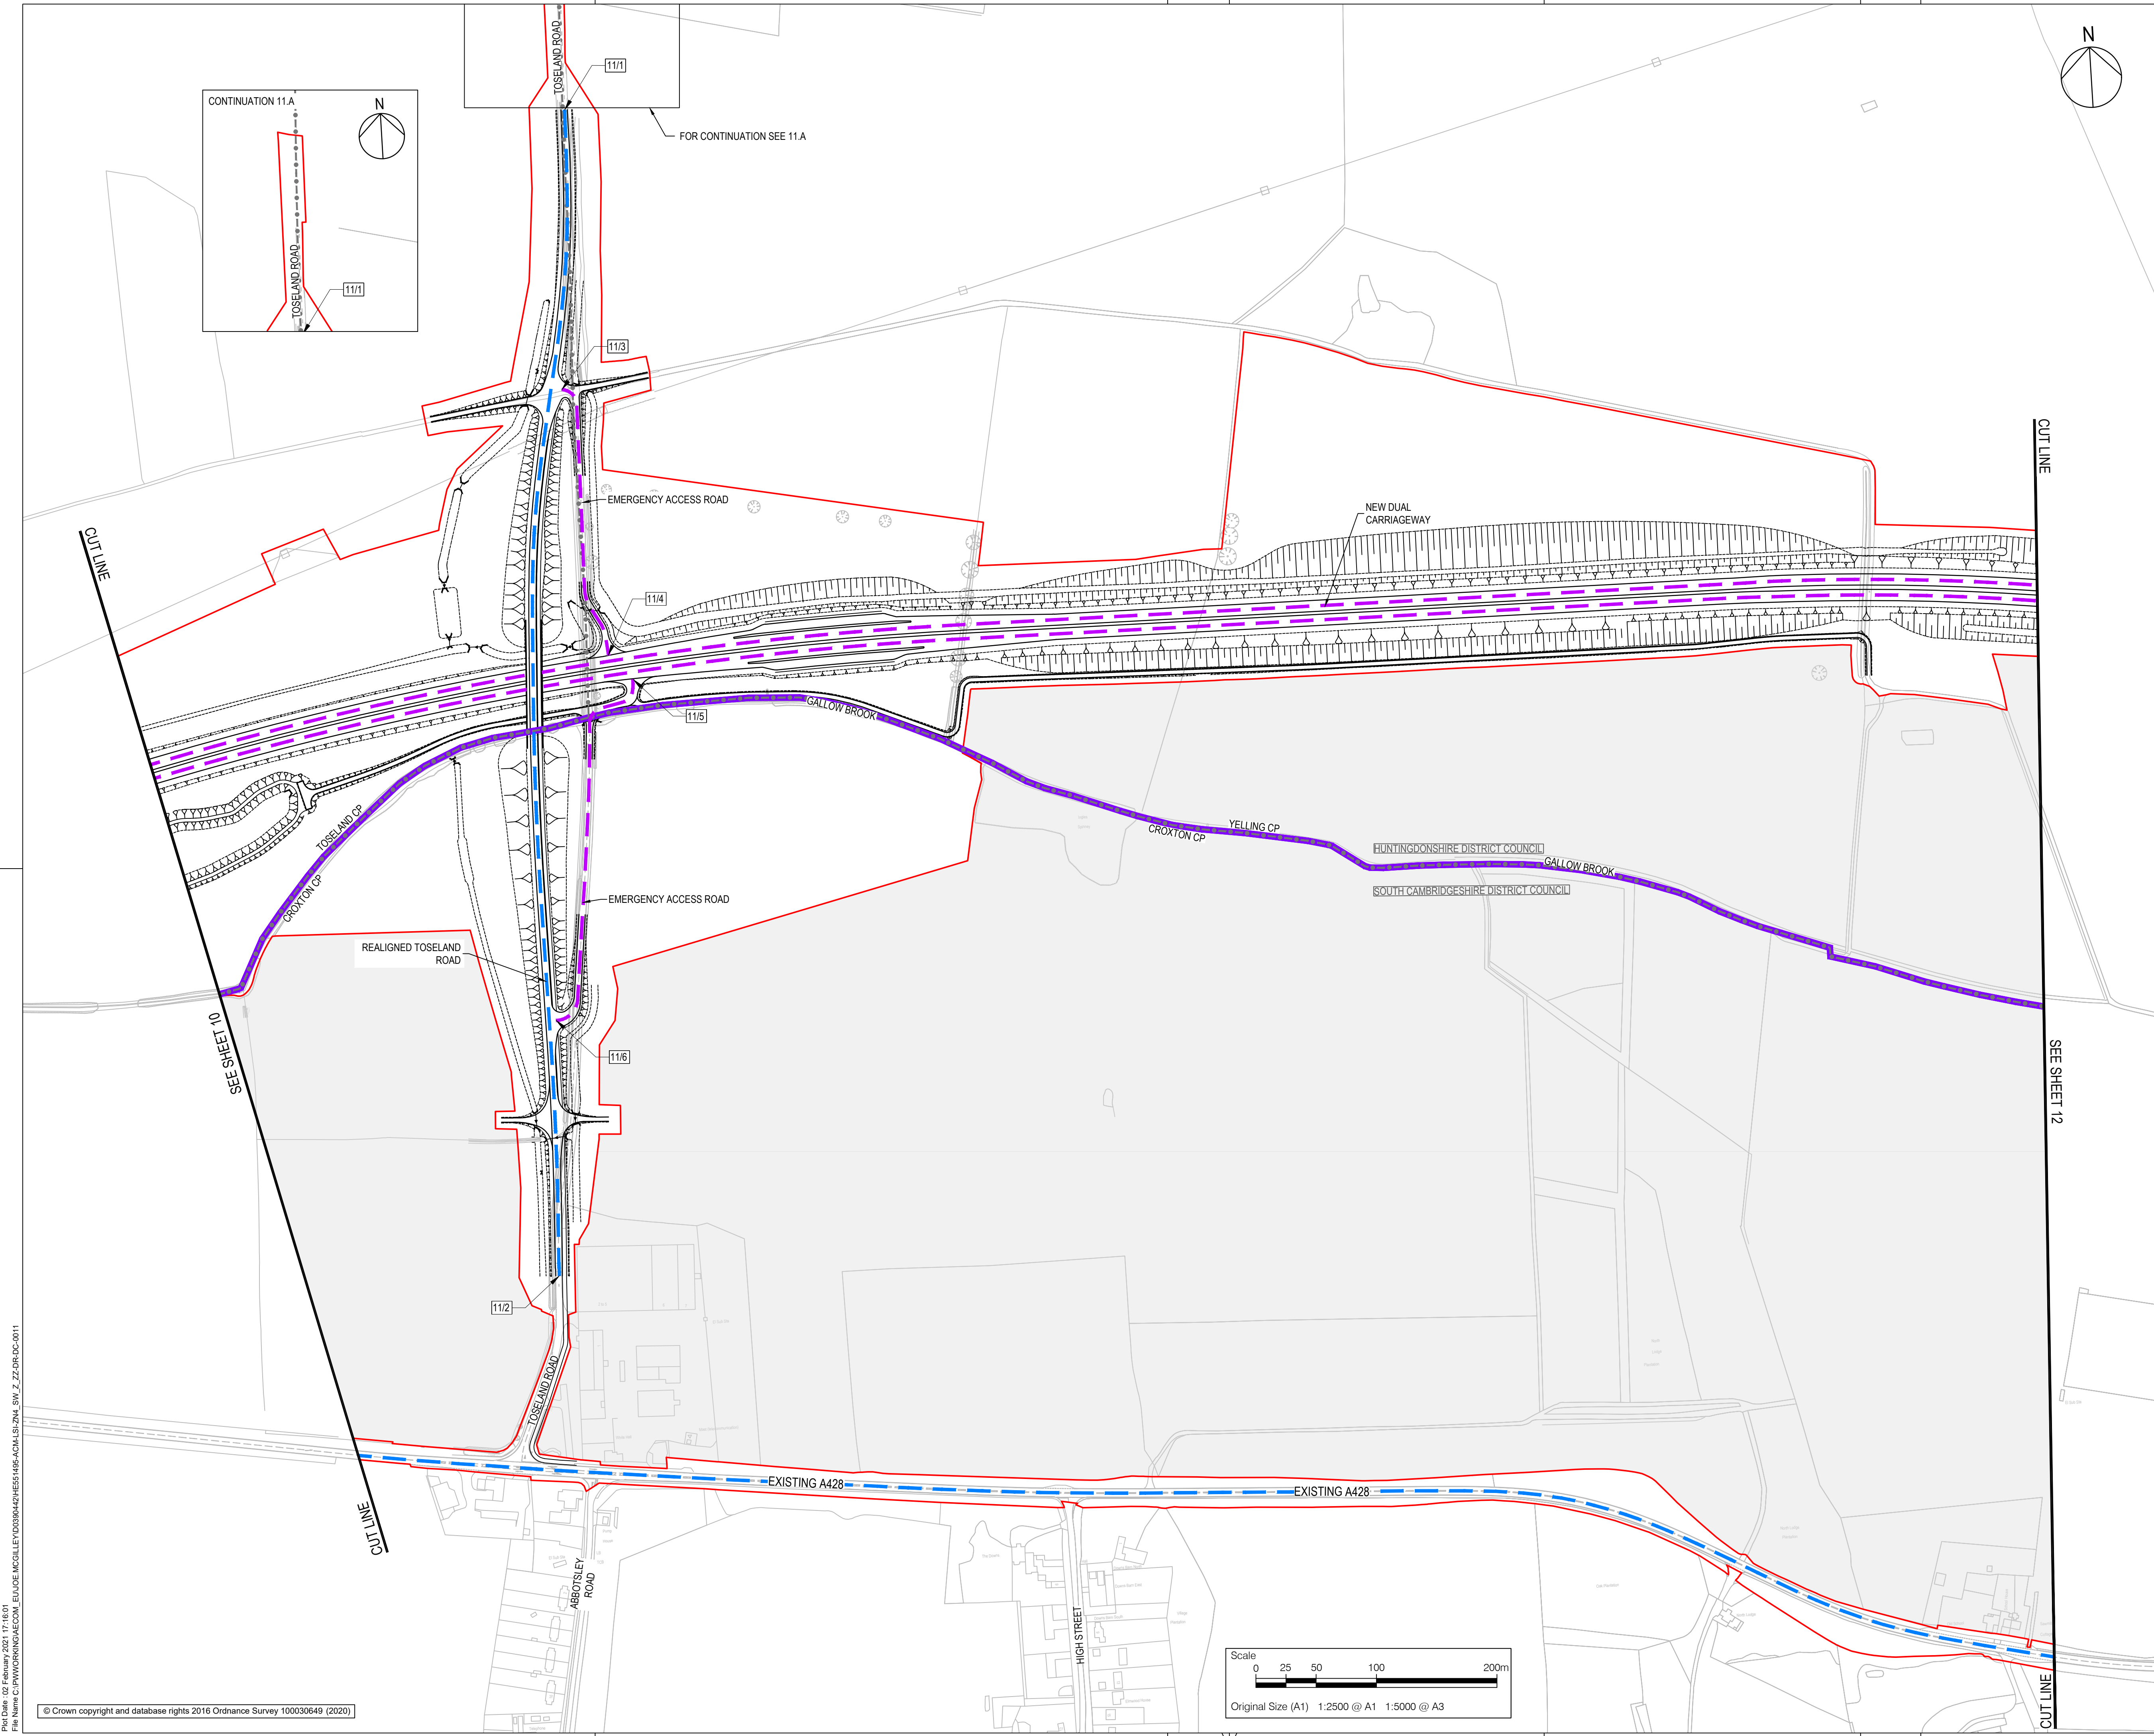 N
TOSELAND ROAD
11/1
FOR CONTINUATION SEE 11.A
CONTINUATION 11.A
N
TOSELAND ROAD
11/1
11/3
EMERGENCY ACCESS ROAD
NEW DUAL
CARRIAGEWAY
CUT LINE
CUT LINE
11/4
11/5
GALLOW BROOK
TOSELAND CP
CROXTON CP
YELLING CP
CROXTON CP
HUNTINGDONSHIRE DISTRICT COUNCIL
GALLOW BROOK
SOUTH CAMBRIDGESHIRE DISTRICT COUNCIL
EMERGENCY ACCESS ROAD
REALIGNED TOSELAND
ROAD
SEE SHEET 10
11/6
SEE SHEET 12
11/2
TOSELAND ROAD
EXISTING A428
EXISTING A428
CUT LINE
ABBOTSLEY
ROAD
HIGH STREET
CUT LINE
Scale
0 25 50 100 200m
Original Size (A1) 1:2500 @ A1 1:5000 @ A3
© Crown copyright and database rights 2016 Ordnance Survey 100030649 (2020)
Plot Date : 02 February 2021 17:16:01